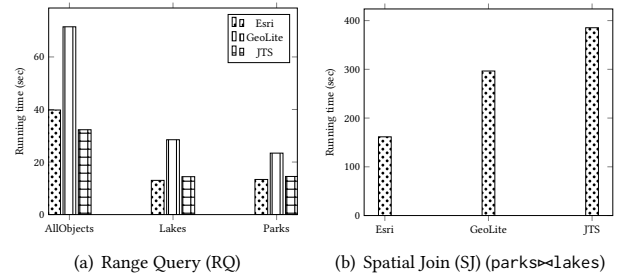 Running time (sec)
60
40
20
0
Esri
GeoLite
JTS
AllObjects
Lakes
Parks
(a) Range Query (RQ)
Running time (sec)
400
300
200
100
0
Esri
GeoLite
JTS
(b) Spatial Join (SJ) (parks⋈lakes)